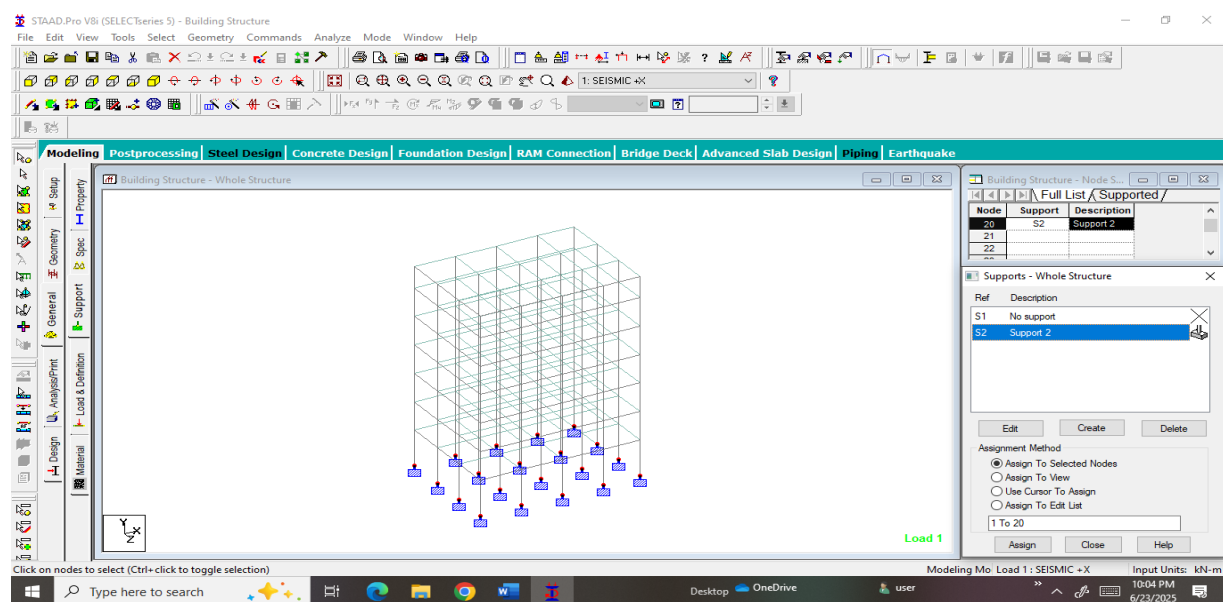 STAAD.Pro V8i (SELECTseries 5) - Building Structure
File Edit View Tools Select Geometry Commands Analyze Mode Window Help
1: SEISMIC +X
Modeling Postprocessing Steel Design Concrete Design Foundation Design RAM Connection Bridge Deck Advanced Slab Design Piping Earthquake
Setup
Geometry
General
Analysis/Print
Design
Property
Spec
Support
Load & Definition
Material
Building Structure - Whole Structure
Y
X
Z
Load 1
Building Structure - Node S...
Full List Supported
Node Support Description
20 S2 Support 2
21
22
Supports - Whole Structure
Ref Description
S1 No support
S2 Support 2
Edit Create Delete
Assignment Method
Assign To Selected Nodes
Assign To View
Use Cursor To Assign
Assign To Edit List
1 To 20
Assign Close Help
Click on nodes to select (Ctrl+click to toggle selection)
Modeling Mo Load 1 : SEISMIC +X Input Units: kN-m
Type here to search
Desktop OneDrive user
10:04 PM
6/23/2025